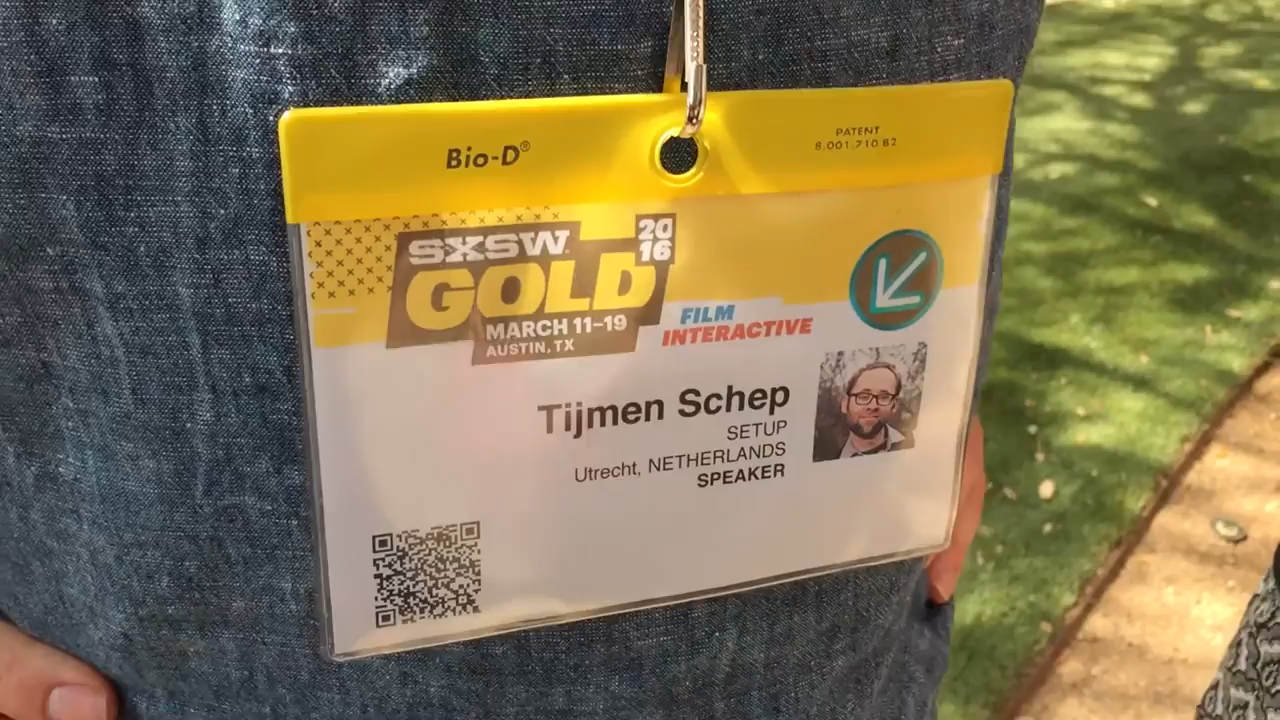 Bio-D®
PATENT
8,001,710 B2
SXSW
2016
GOLD
MARCH 11-19
AUSTIN, TX
FILM
INTERACTIVE
Tijmen Schep
SETUP
Utrecht, NETHERLANDS
SPEAKER